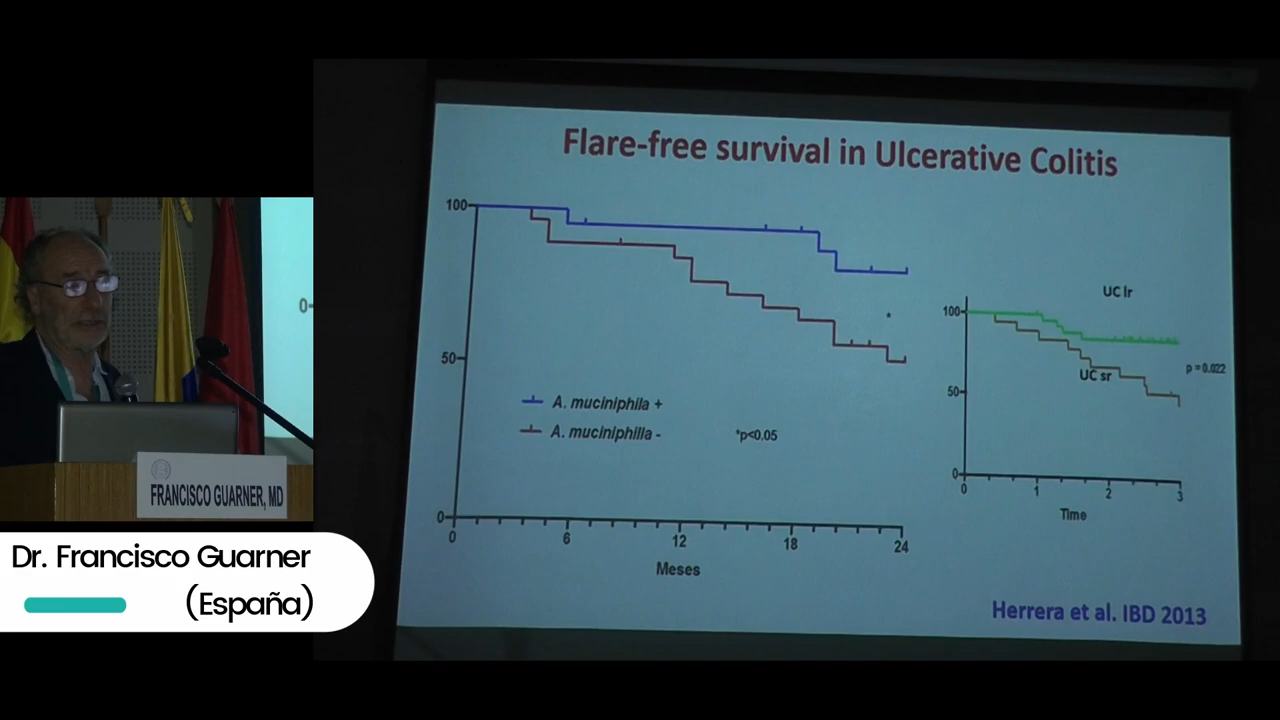 Flare-free survival in Ulcerative Colitis
100
50
0
0 6 12 18 24
Meses
A. muciniphila +
A. muciniphilla -
*p<0.05
*
UC lr
100
50
0
UC sr
p = 0.022
0 1 2 3
Time
Herrera et al. IBD 2013
0
FRANCISCO GUARNER, MD
Dr. Francisco Guarner
(España)